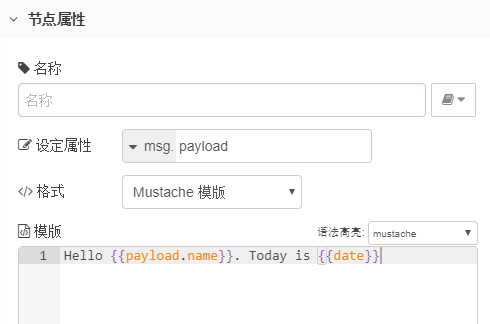 节点属性
名称
名称
设定属性 msg. payload
格式 Mustache 模版
模版 语法高亮: mustache
1 Hello {{payload.name}}. Today is {{date}}